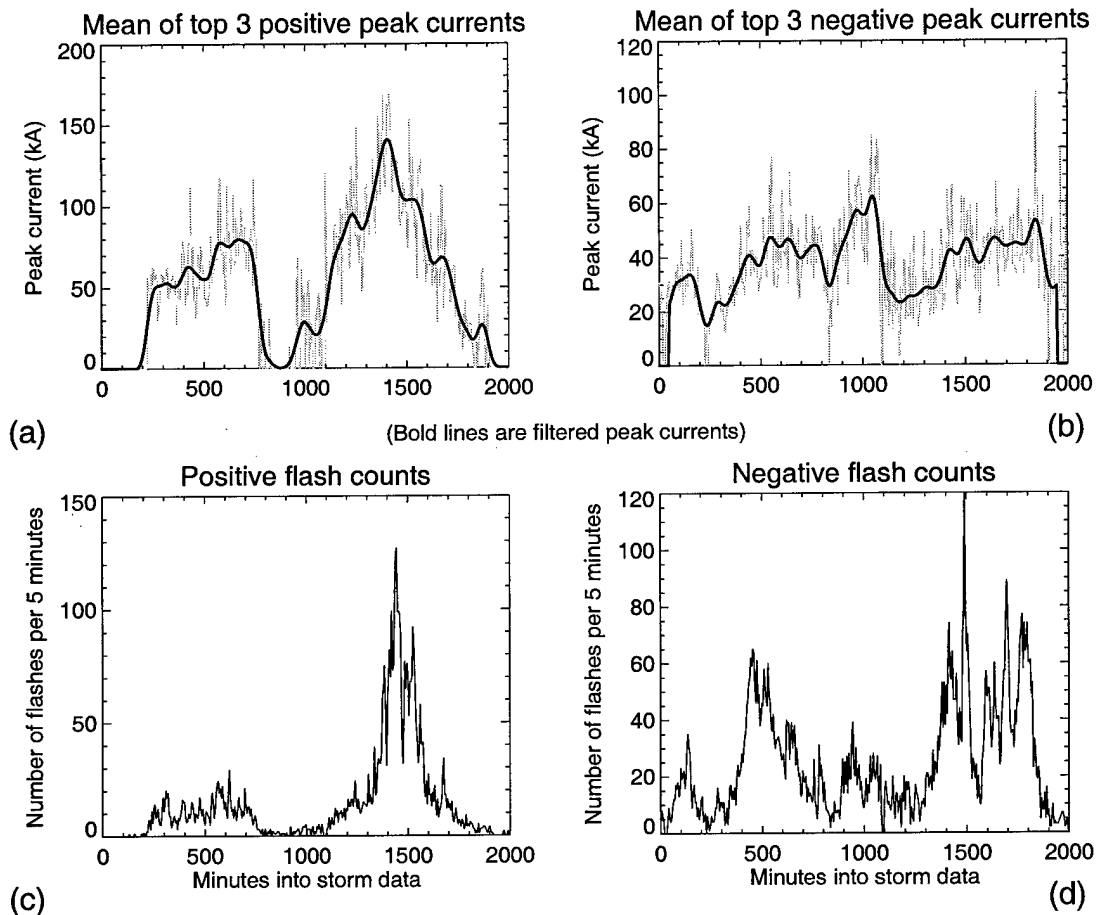 Mean of top 3 positive peak currents
200
150
100
50
0
Peak current (kA)
0 500 1000 1500 2000
(a)
Mean of top 3 negative peak currents
120
100
80
60
40
20
0
Peak current (kA)
0 500 1000 1500 2000
(b)
(Bold lines are filtered peak currents)
Positive flash counts
150
100
50
0
Number of flashes per 5 minutes
0 500 1000 1500 2000
Minutes into storm data
(c)
Negative flash counts
120
100
80
60
40
20
0
Number of flashes per 5 minutes
0 500 1000 1500 2000
Minutes into storm data
(d)